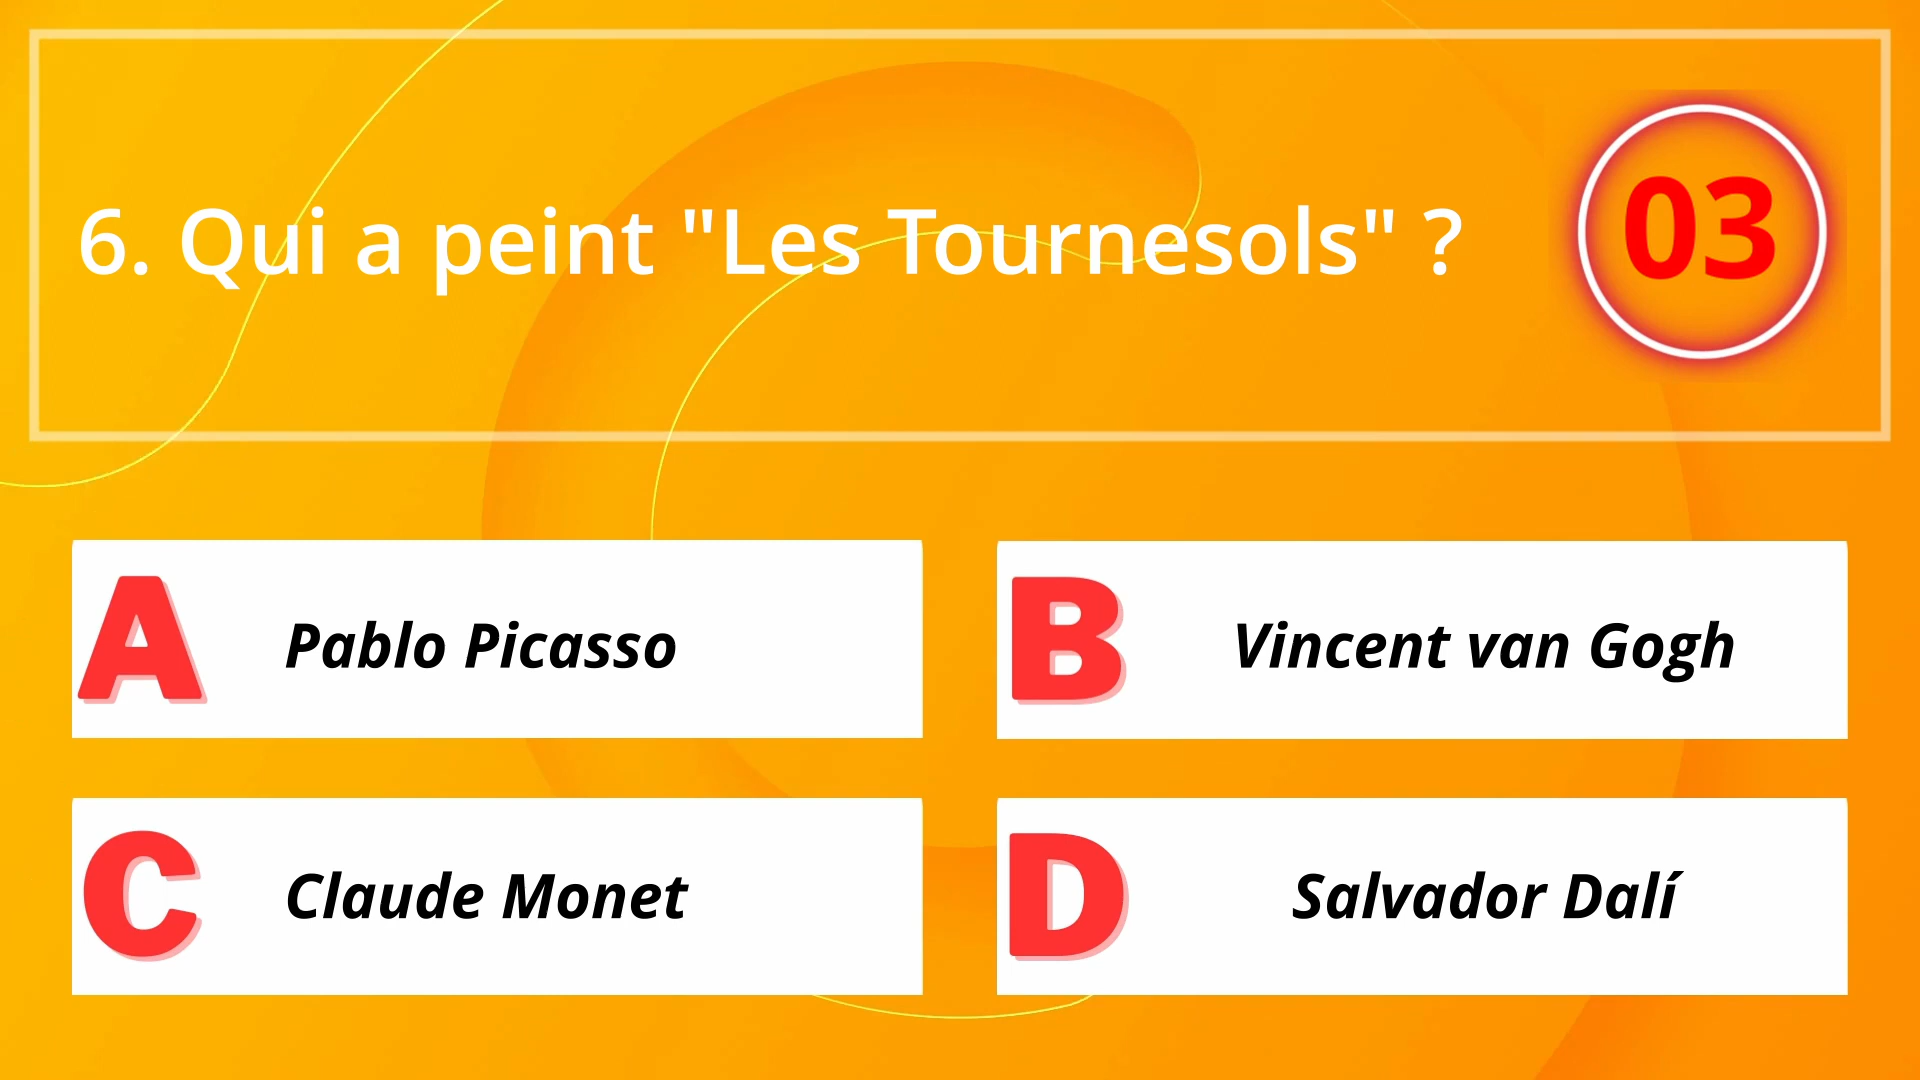 6. Qui a peint "Les Tournesols" ?
03
A Pablo Picasso
B Vincent van Gogh
C Claude Monet
D Salvador Dalí